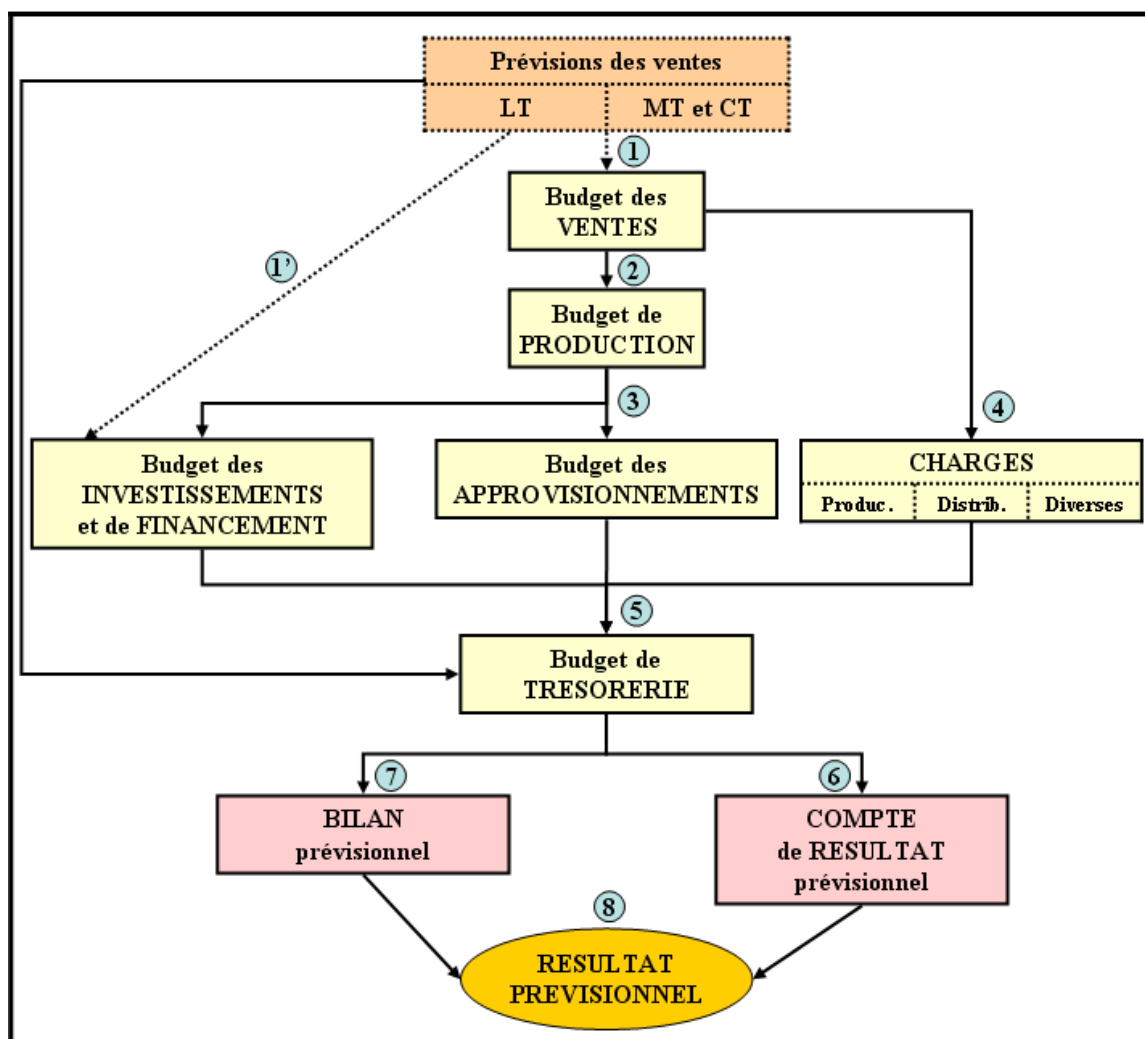 Prévisions des ventes
LT
MT et CT
1
Budget des
VENTES
1'
2
Budget de
PRODUCTION
3
4
Budget des
INVESTISSEMENTS
et de FINANCEMENT
Budget des
APPROVISIONNEMENTS
CHARGES
Produc.
Distrib.
Diverses
5
Budget de
TRESORERIE
7
6
BILAN
prévisionnel
COMPTE
de RESULTAT
prévisionnel
8
RESULTAT
PREVISIONNEL